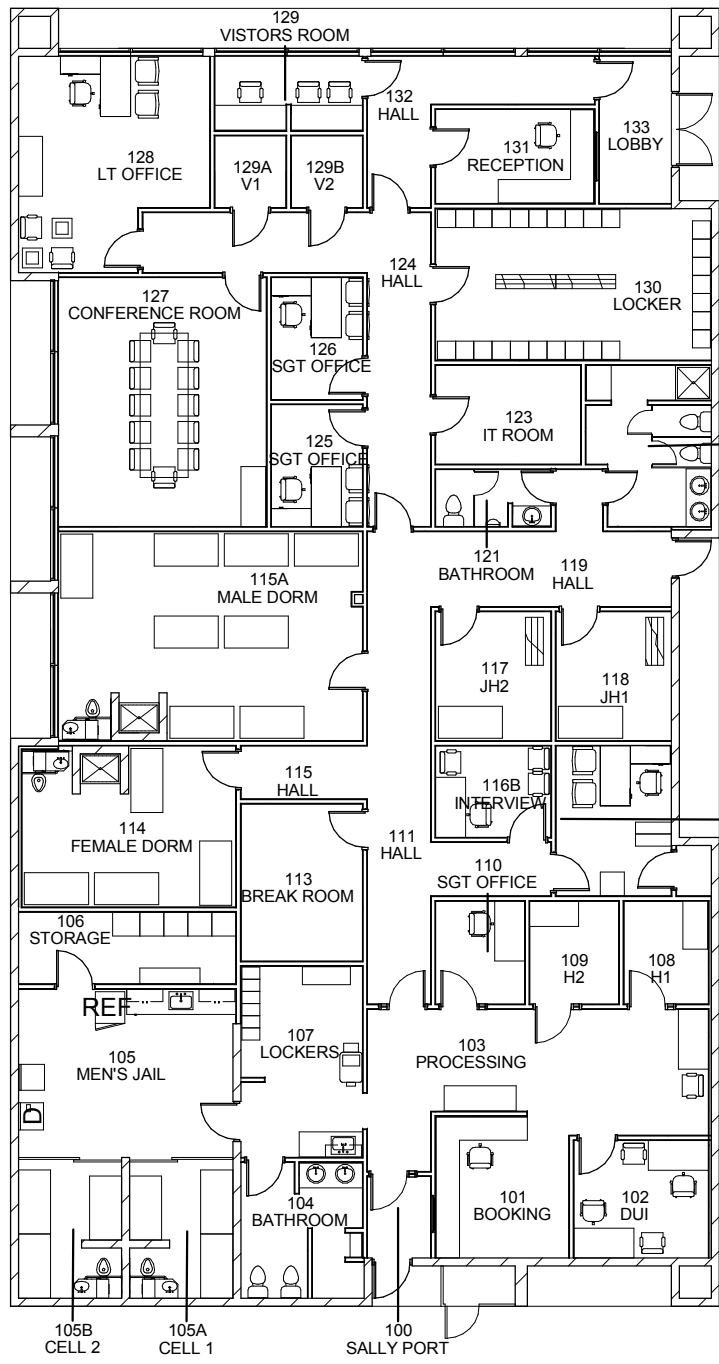 129
VISTORS ROOM
132
HALL
133
LOBBY
131
RECEPTION
128
LT OFFICE
129A
V1
129B
V2
124
HALL
130
LOCKER
127
CONFERENCE ROOM
126
SGT OFFICE
123
IT ROOM
125
SGT OFFICE
121
BATHROOM
119
HALL
115A
MALE DORM
117
JH2
118
JH1
115
HALL
116B
INTERVIEW
114
FEMALE DORM
111
HALL
113
BREAK ROOM
110
SGT OFFICE
106
STORAGE
109
H2
108
H1
REF.
107
LOCKERS
105
MEN'S JAIL
103
PROCESSING
104
BATHROOM
101
BOOKING
102
DUI
105B
CELL 2
105A
CELL 1
100
SALLY PORT